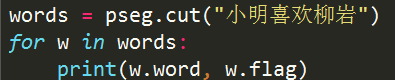 words = pseg.cut("小明喜欢柳岩")
for w in words:
    print(w.word, w.flag)